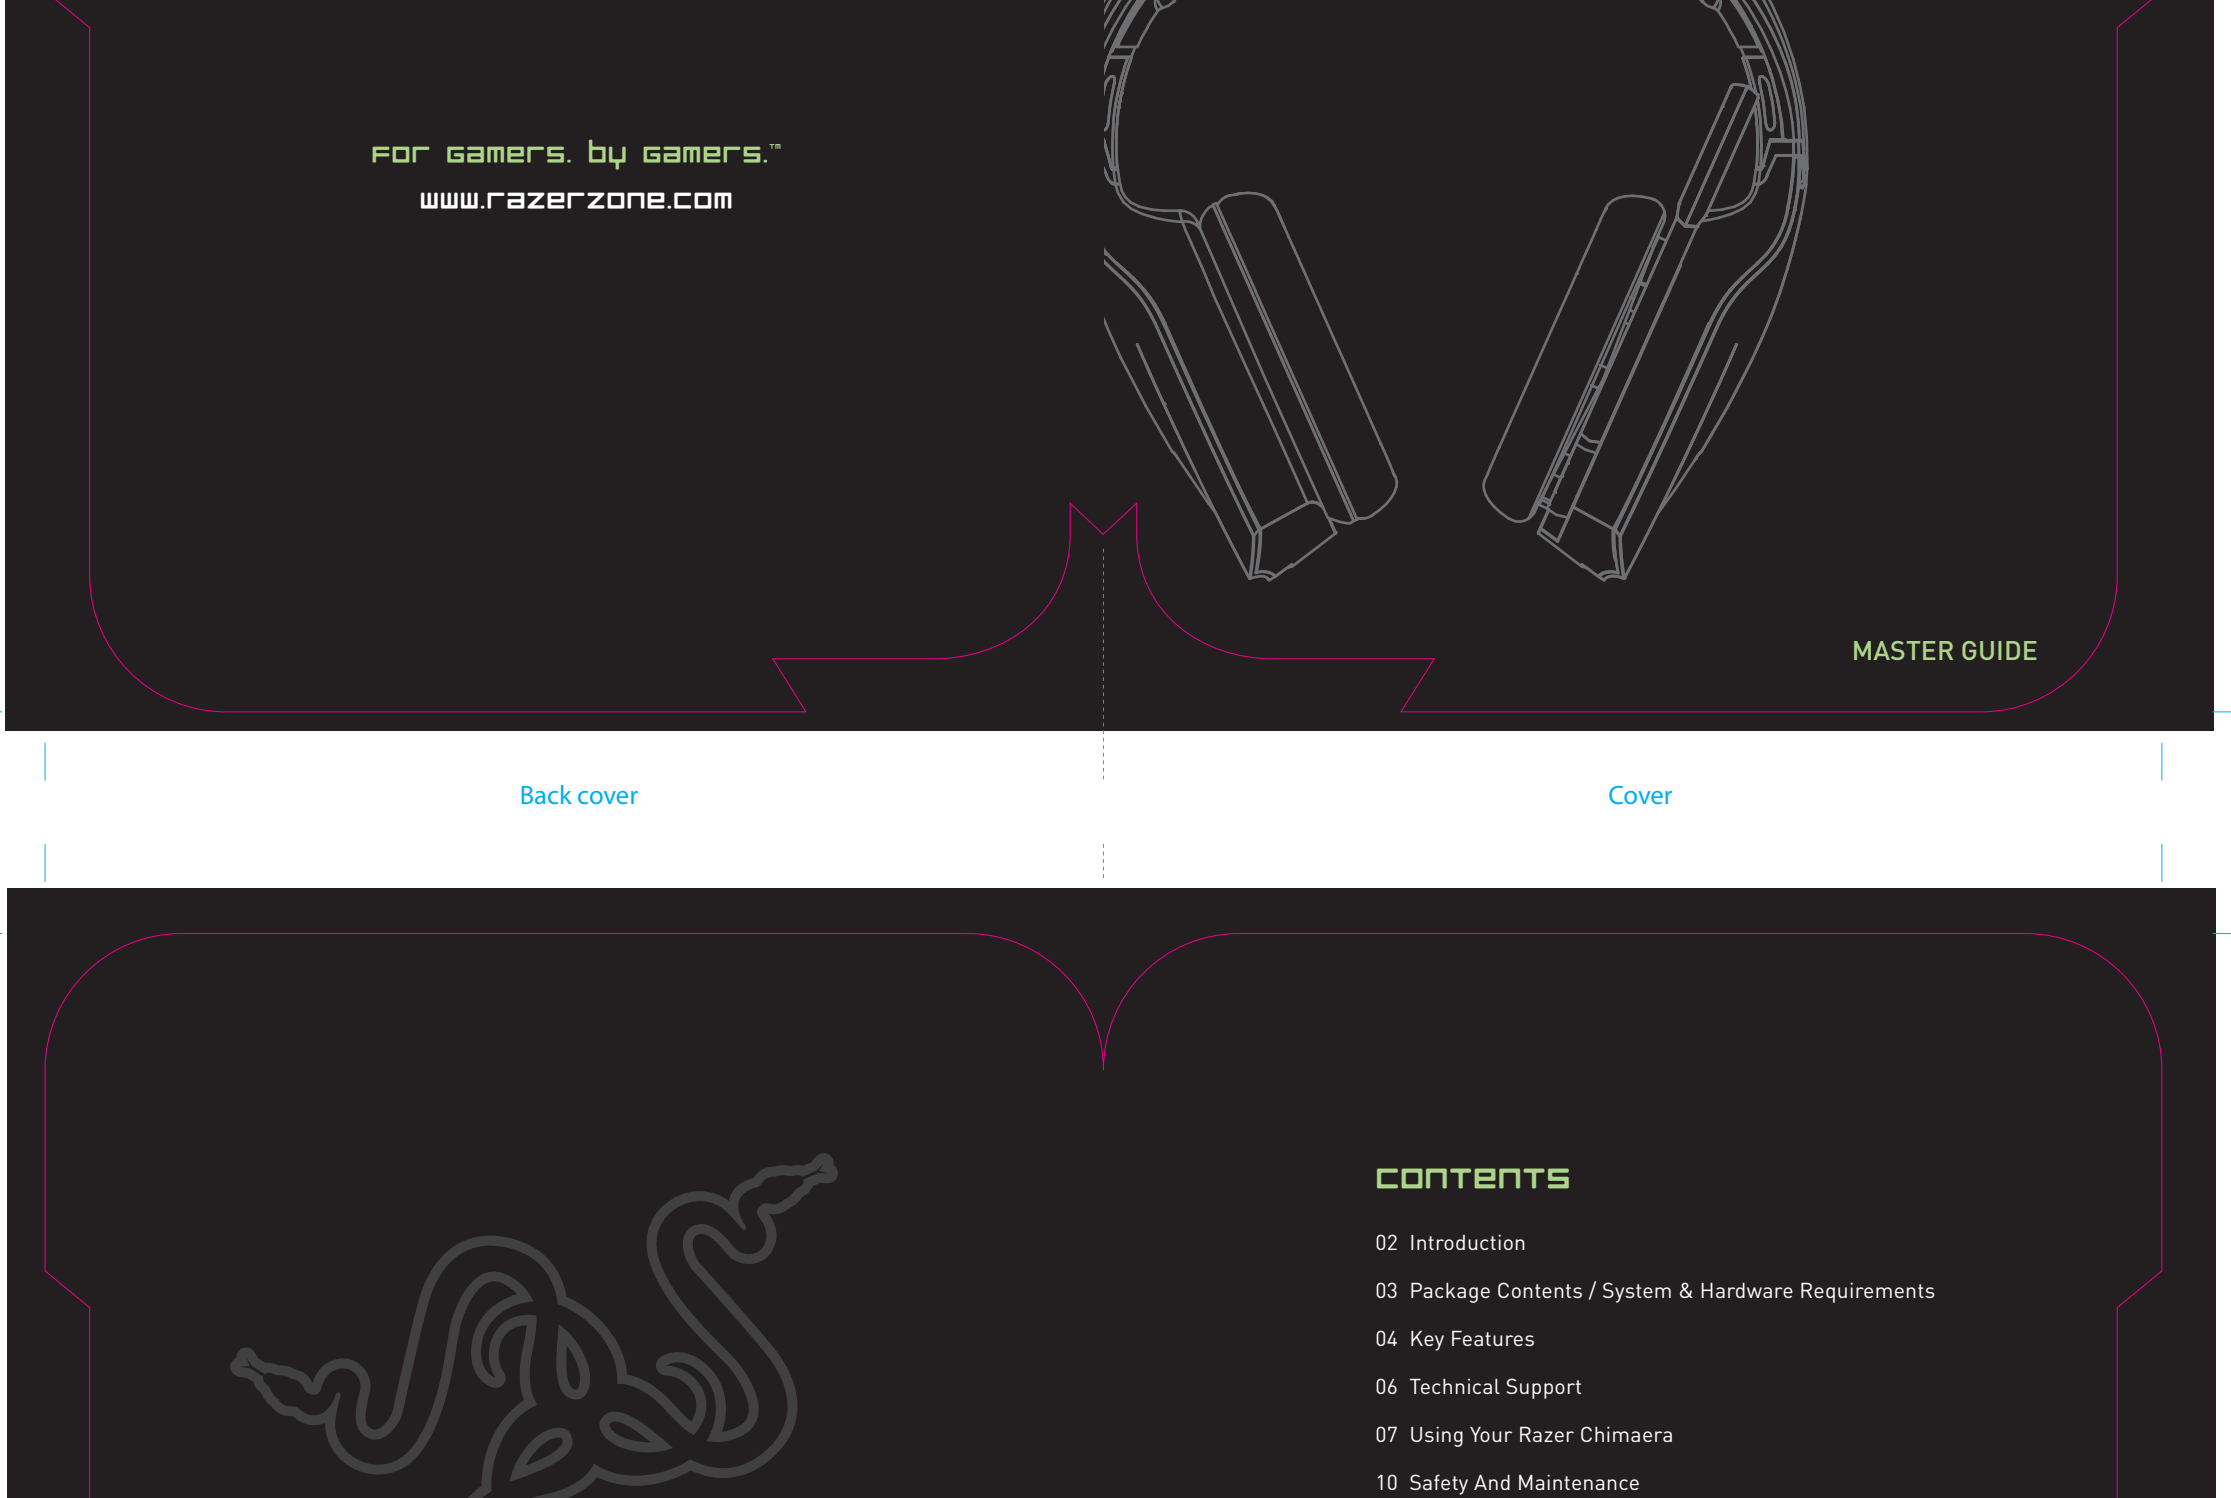 For Gamers. by Gamers.™
www.razerzone.com
MASTER GUIDE
Back cover
Cover
CONTENTS
02 Introduction
03 Package Contents / System & Hardware Requirements
04 Key Features
06 Technical Support
07 Using Your Razer Chimaera
10 Safety And Maintenance